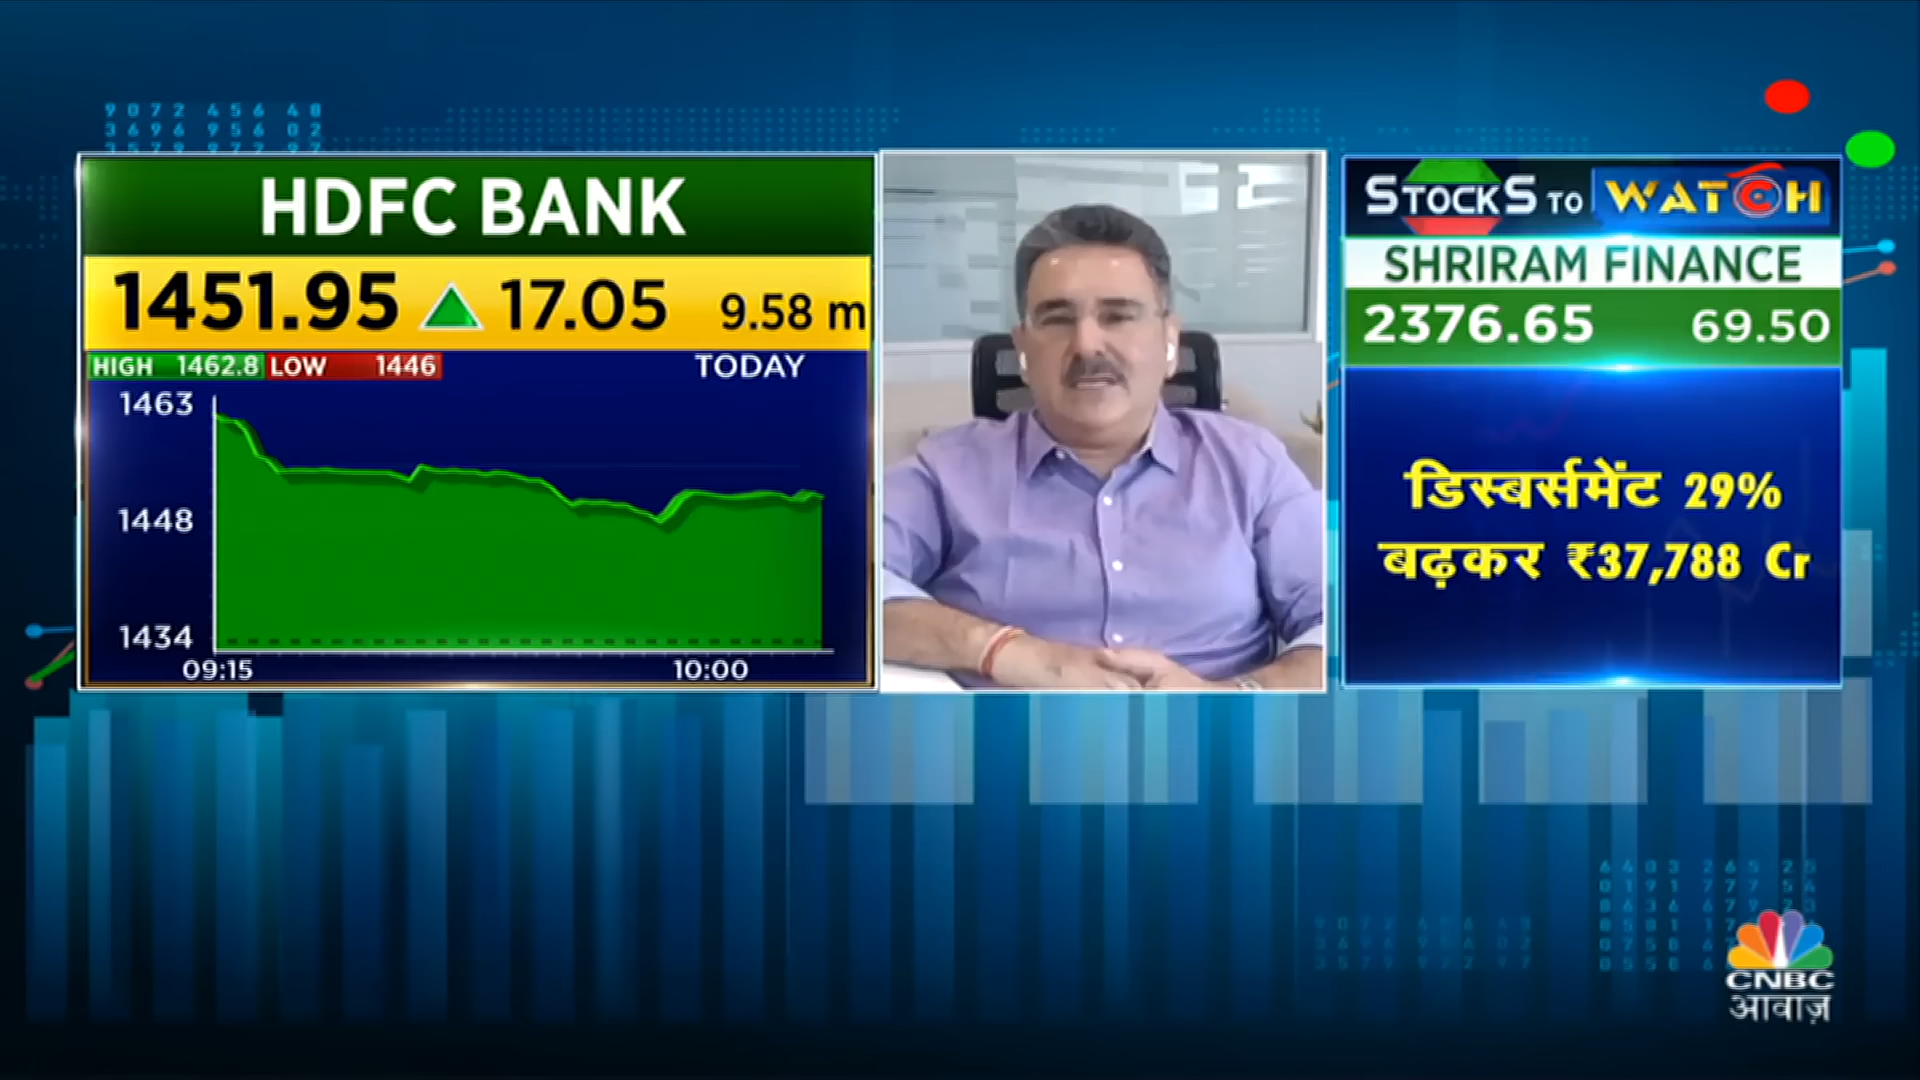 HDFC BANK
1451.95 ▲ 17.05 9.58 m
HIGH 1462.8 LOW 1446 TODAY
1463
1448
1434
09:15 10:00
STOCKS TO WATCH
SHRIRAM FINANCE
2376.65 69.50
डिस्बर्समेंट 29%
बढ़कर ₹37,788 Cr
CNBC
आवाज़